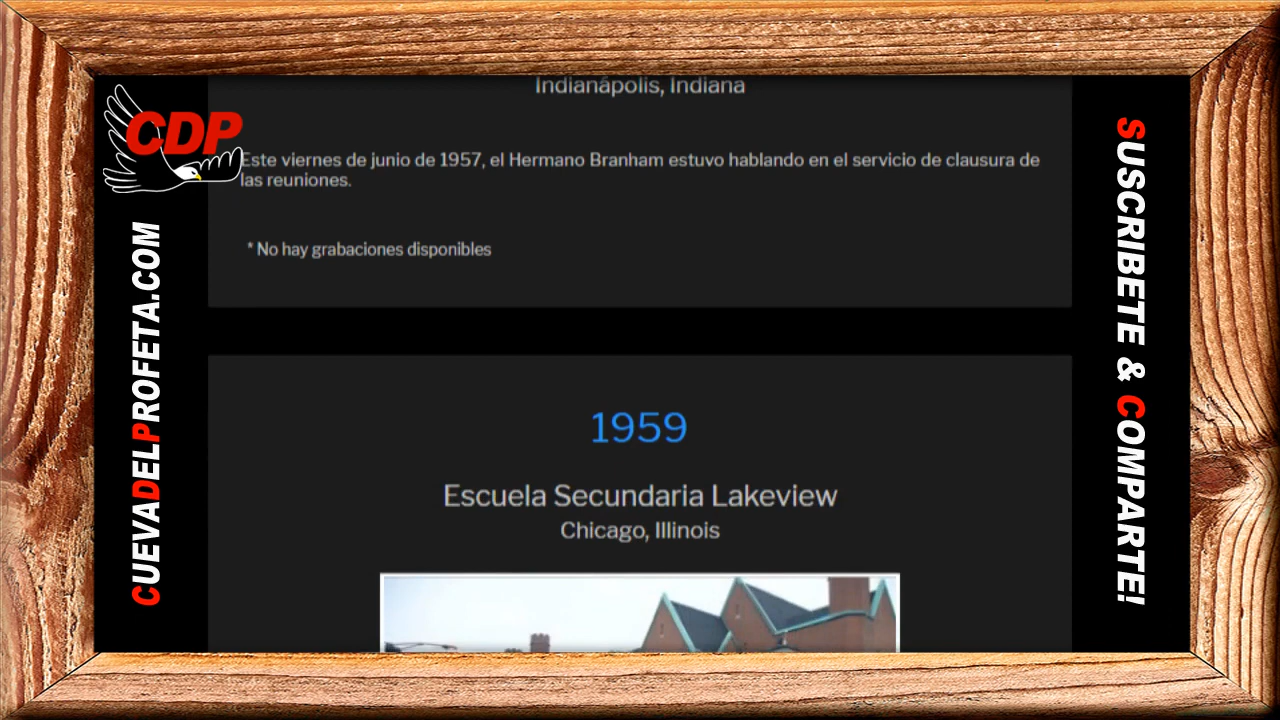 Indianápolis, Indiana
CDP
Este viernes de junio de 1957, el Hermano Branham estuvo hablando en el servicio de clausura de
las reuniones.
* No hay grabaciones disponibles
1959
Escuela Secundaria Lakeview
Chicago, Illinois
CUEVADELPROFETA.COM
SUSCRIBETE & COMPARTE!